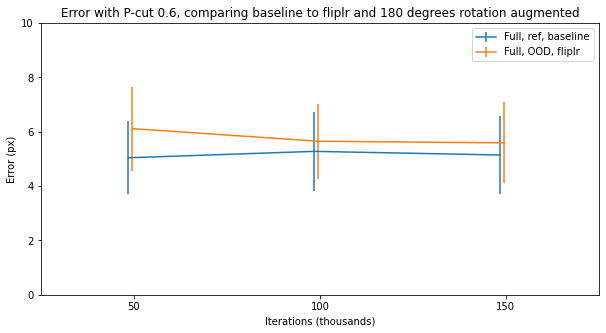 Error with P-cut 0.6, comparing baseline to fliplr and 180 degrees rotation augmented
Full, ref, baseline
Full, OOD, fliplr
Error (px)
10
8
6
4
2
0
50
100
150
Iterations (thousands)